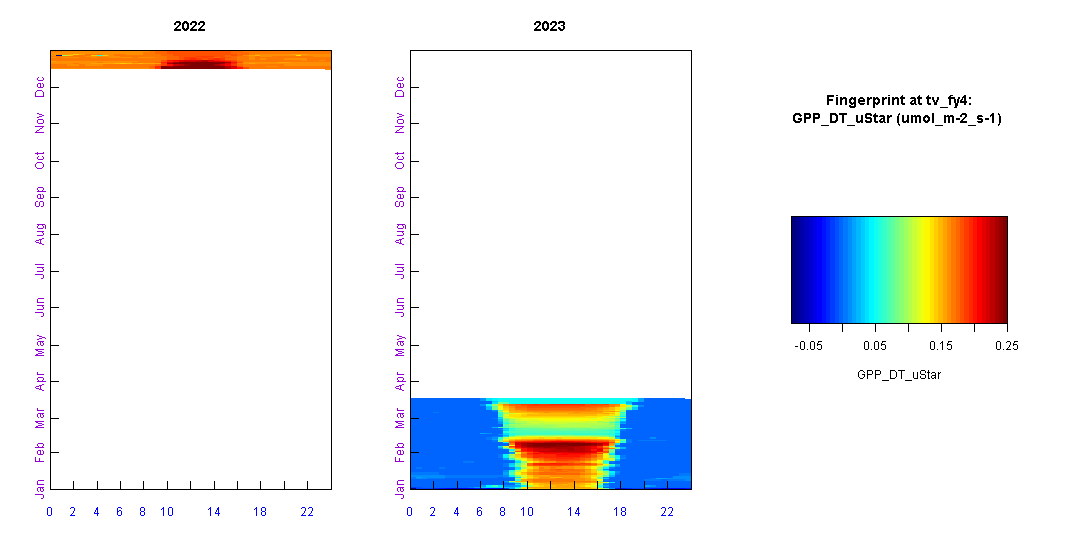 2022
2023
Dec
Nov
Oct
Sep
Aug
Jul
Jun
May
Apr
Mar
Feb
Jan
0 2 4 6 8 10 14 18 22
Dec
Nov
Oct
Sep
Aug
Jul
Jun
May
Apr
Mar
Feb
Jan
0 2 4 6 8 10 14 18 22
Fingerprint at tv_fy4:
GPP_DT_uStar (umol_m-2_s-1)
-0.05 0.05 0.15 0.25
GPP_DT_uStar